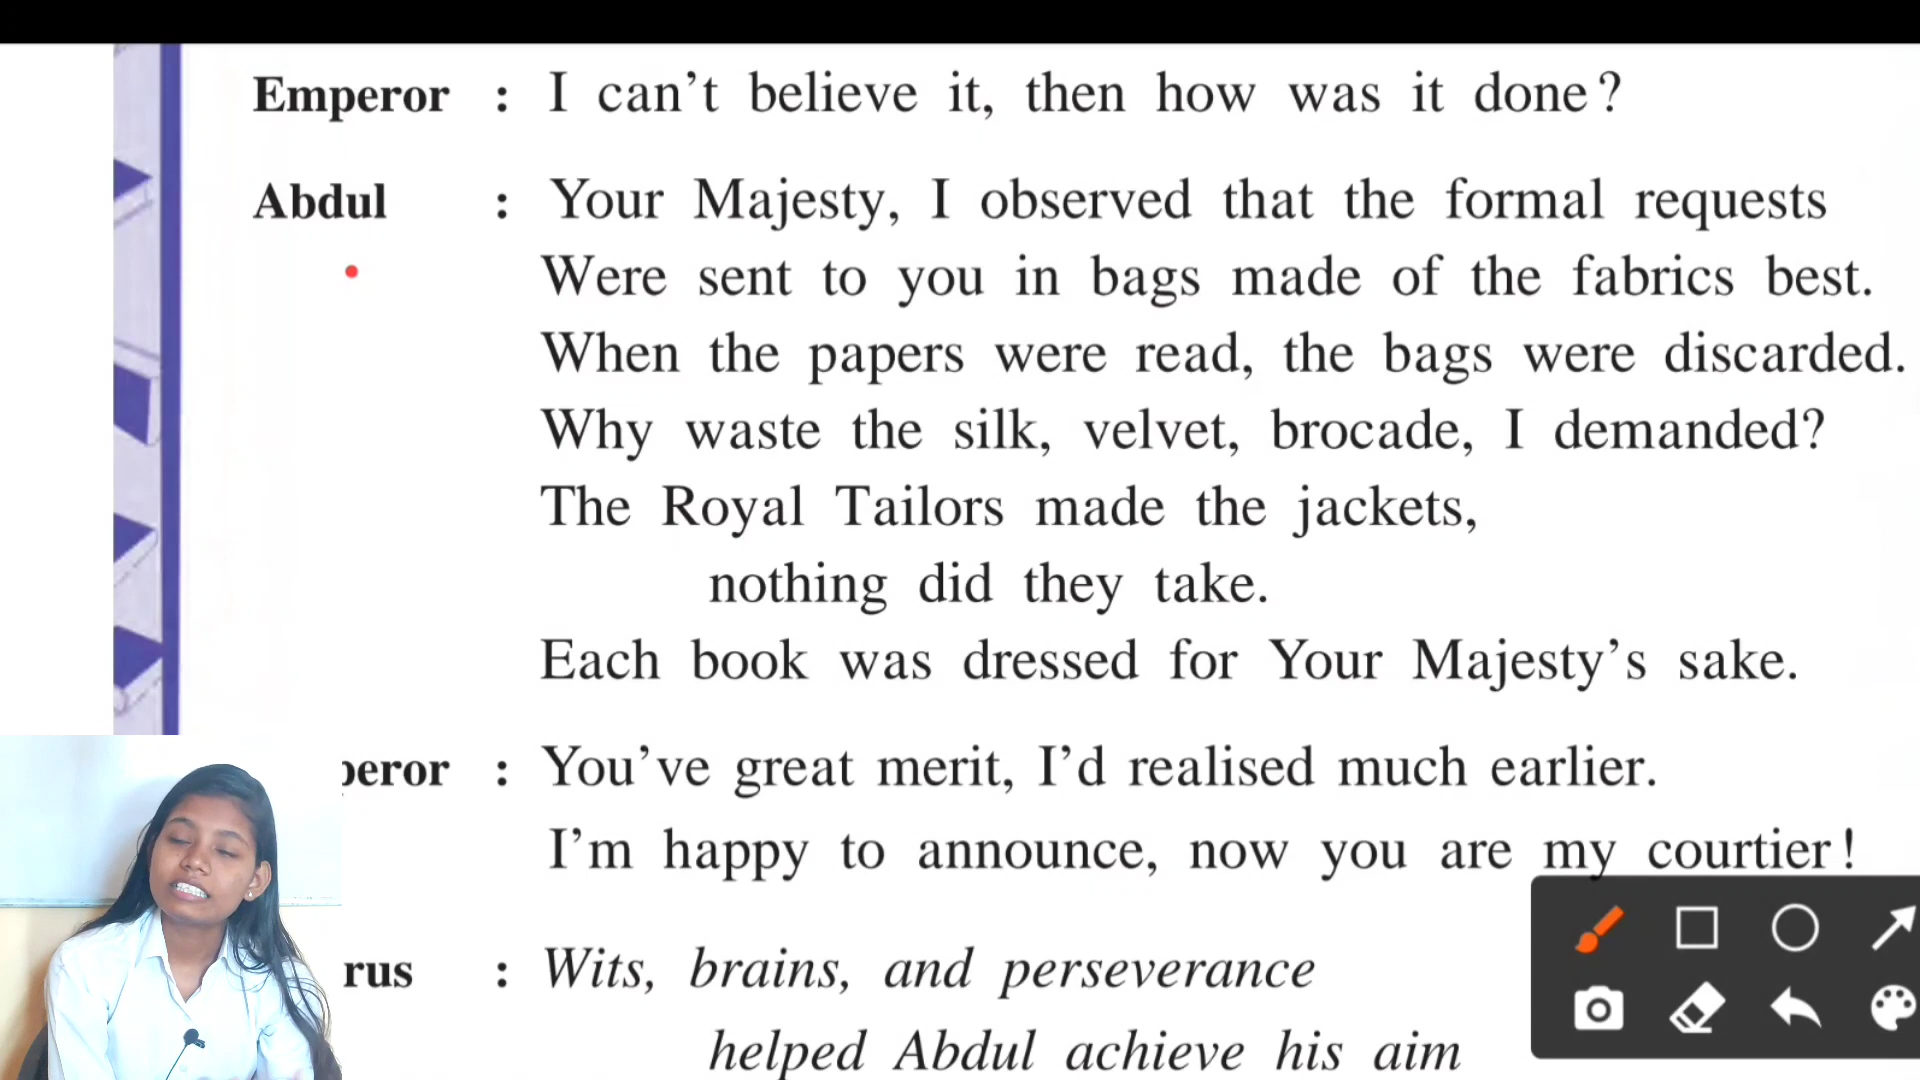 Emperor : I can't believe it, then how was it done?
Abdul : Your Majesty, I observed that the formal requests
Were sent to you in bags made of the fabrics best.
When the papers were read, the bags were discarded.
Why waste the silk, velvet, brocade, I demanded?
The Royal Tailors made the jackets,
nothing did they take.
Each book was dressed for Your Majesty's sake.
peror : You've great merit, I'd realised much earlier.
I'm happy to announce, now you are my courtier!
rus : Wits, brains, and perseverance
helped Abdul achieve his aim